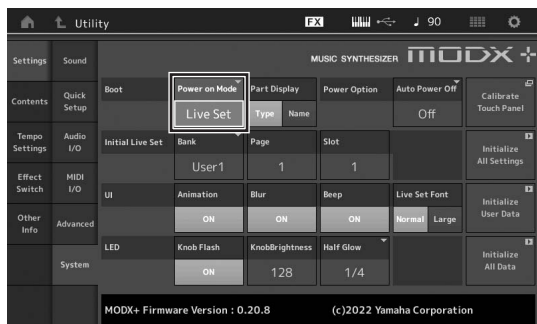 Utility FX 90
MUSIC SYNTHESIZER MODX+
Settings
Contents
Tempo
Settings
Effect
Switch
Other
Info
Sound
Quick
Setup
Audio
I/O
MIDI
I/O
Advanced
System
Boot
Power on Mode
Live Set
Part Display
Type Name
Power Option
Auto Power Off
Off
Calibrate
Touch Panel
Initial Live Set
Bank
User1
Page
1
Slot
1
Initialize
All Settings
UI
Animation
ON
Blur
ON
Beep
ON
Live Set Font
Normal Large
Initialize
User Data
LED
Knob Flash
ON
KnobBrightness
128
Half Glow
1/4
Initialize
All Data
MODX+ Firmware Version : 0.20.8 (c)2022 Yamaha Corporation